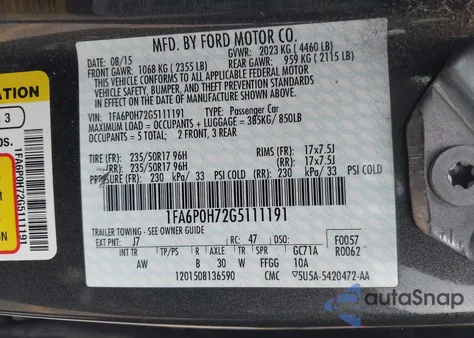 MFD. BY FORD MOTOR CO.
DATE: 08/15 GVWR: 2023 KG (4460 LB)
FRONT GAWR: 1068 KG (2355LB) REAR GAWR: 959 KG (2115 LB)
THIS VEHICLE CONFORMS TO ALL APPLICABLE FEDERAL MOTOR
VEHICLE SAFETY, BUMPER, AND THEFT PREVENTION STANDARDS IN
EFFECT ON THE DATE OF MANUFACTURE SHOWN ABOVE.
VIN: 1FA6P0H72G5111191 TYPE: Passenger Car
MAXIMUM LOAD = OCCUPANTS + LUGGAGE = 385KG/ 850LB
OCCUPANTS = 5 TOTAL: 2 FRONT, 3 REAR
TIRE (FR): 235/50R17 96H RIMS (FR): 17x7.5J
(RR): 235/50R17 96H (RR): 17x7.5J
PRESSURE (FR): 230 kPa/ 33 PSI COLD (RR): 230 kPa/ 33 PSI COLD
1FA6P0H72G5111191
TRAILER TOWING - SEE OWNER GUIDE
F0057
R0062
EXT PNT: J7 RC: 47 GC71A
INT TR TP/PS R AXLE TR SPR
AW B 30 W FFGG 10A
1201508136590 CMC 5U5A-5420472-AA
ATION
3
1FA6P0H72G5111191
autoSnap